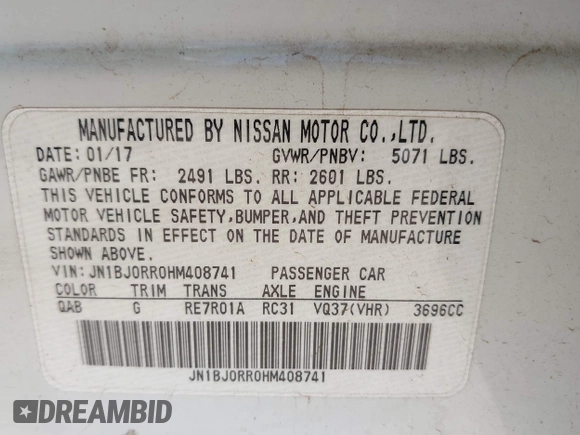 MANUFACTURED BY NISSAN MOTOR CO.,LTD.
DATE: 01/17 GVWR/PNBV: 5071 LBS.
GAWR/PNBE FR: 2491 LBS. RR: 2601 LBS.
THIS VEHICLE CONFORMS TO ALL APPLICABLE FEDERAL
MOTOR VEHICLE SAFETY,BUMPER,AND THEFT PREVENTION
STANDARDS IN EFFECT ON THE DATE OF MANUFACTURE
SHOWN ABOVE.
VIN: JN1BJ0RR0HM408741 PASSENGER CAR
COLOR TRIM TRANS AXLE ENGINE
QAB G RE7R01A RC31 VQ37(VHR) 3696CC
JN1BJ0RR0HM408741
DREAMBID